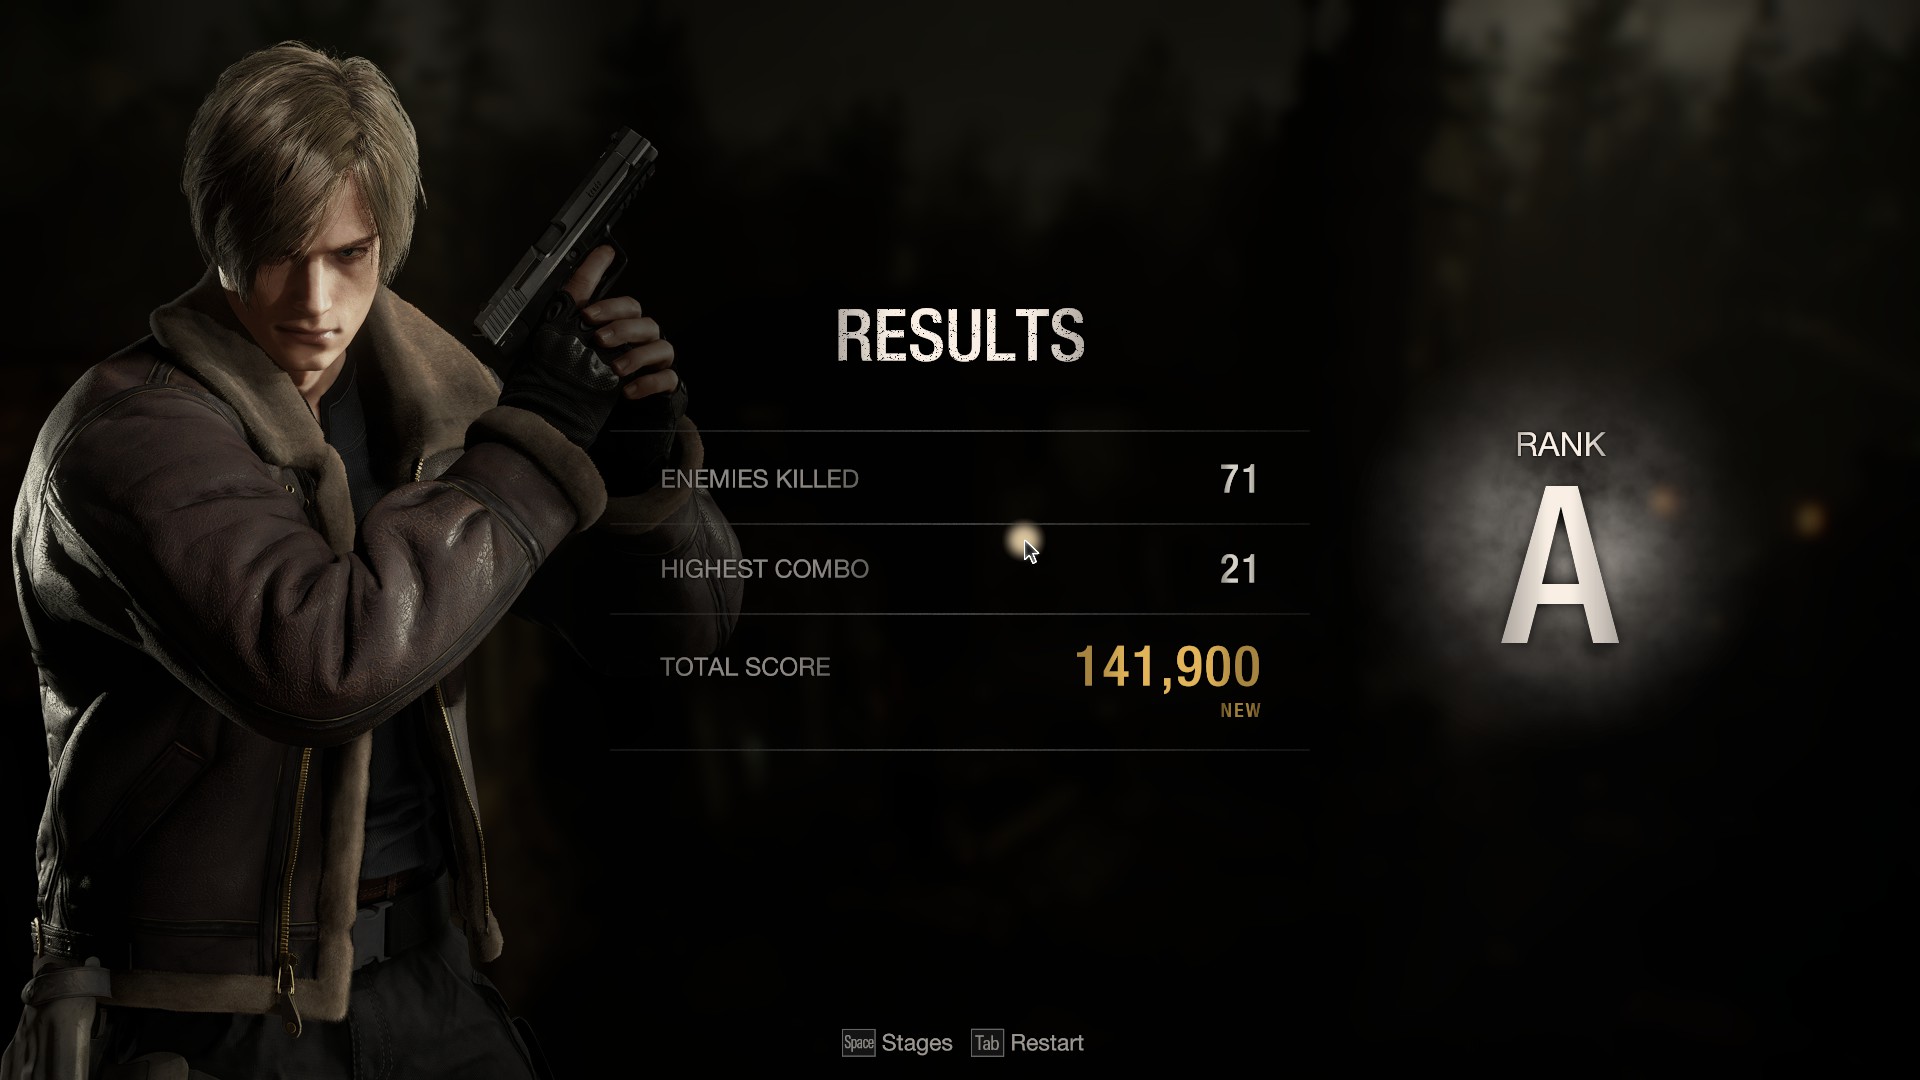 RESULTS
ENEMIES KILLED 71
HIGHEST COMBO 21
TOTAL SCORE 141,900
NEW
RANK
A
Space Stages Tab Restart